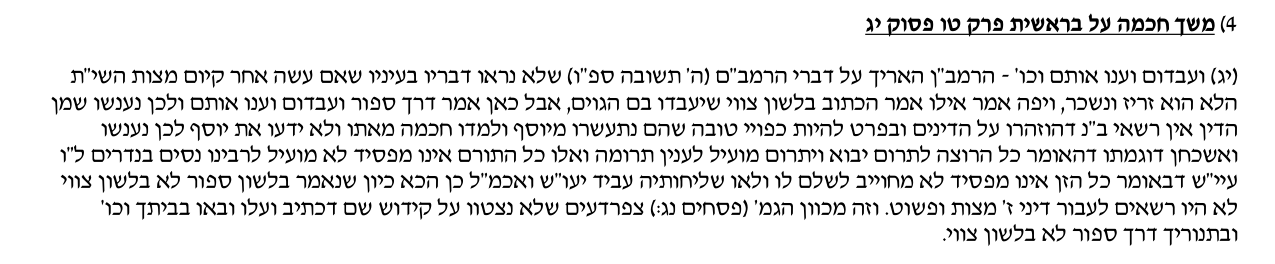 4) משך חכמה על בראשית פרק טו פסוק יג
(יג) ועבדום וענו אותם וכו' - הרמב"ן האריך על דברי הרמב"ם (ה' תשובה ספ"ו) שלא נראו דבריו בעיניו שאם עשה אחר קיום מצות השי"ת
הלא הוא זריז ונשכר, ויפה אמר אילו אמר הכתוב בלשון צווי שיעבדו בם הגוים, אבל כאן אמר דרך ספור ועבדום וענו אותם ולכן נענשו שמן
הדין אין רשאי ב"נ דהוזהרו על הדינים ובפרט להיות כפויי טובה שהם נתעשרו מיוסף ולמדו חכמה מאתו ולא ידעו את יוסף לכן נענשו
ואשכחן דוגמתו דהאומר כל הרוצה לתרום יבוא ויתרום מועיל לענין תרומה ואלו כל התורם אינו מפסיד לא מועיל לרבינו נסים בנדרים ל"ו
עיי"ש דבאומר כל הזן אינו מפסיד לא מחוייב לשלם לו ולאו שליחותיה עביד יעו"ש ואכמ"ל כן הכא כיון שנאמר בלשון ספור לא בלשון צווי
לא היו רשאים לעבור דיני ז' מצות ופשוט. וזה מכוון הגמ' (פסחים נג:) צפרדעים שלא נצטוו על קידוש שם דכתיב ועלו ובאו בביתך וכו'
ובתנוריך דרך ספור לא בלשון צווי.